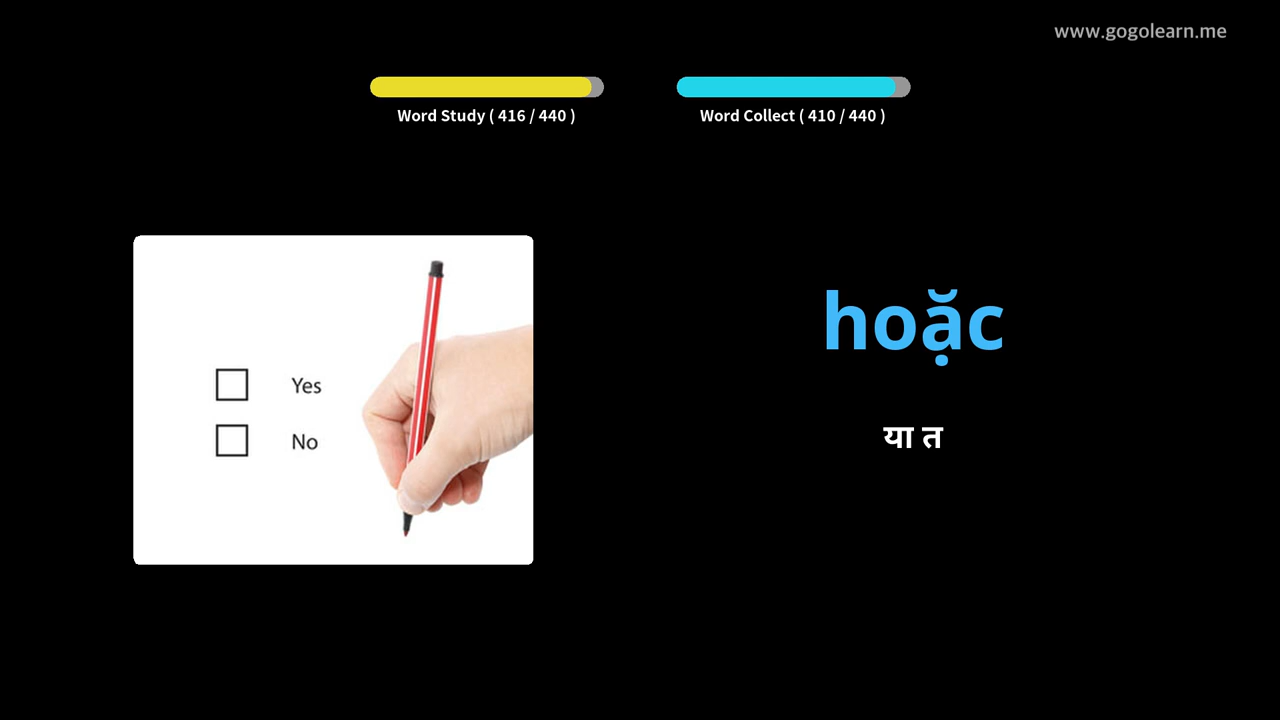 www.gogolearn.me
Word Study ( 416 / 440 )
Word Collect ( 410 / 440 )
Yes
No
hoặc
या त